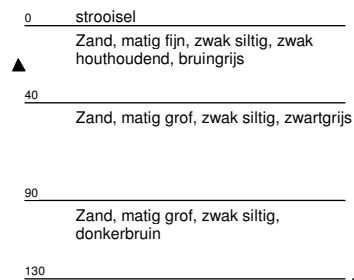 0 strooisel
Zand, matig fijn, zwak siltig, zwak
houthoudend, bruingrijs
40
Zand, matig grof, zwak siltig, zwartgrijs
90
Zand, matig grof, zwak siltig,
donkerbruin
130